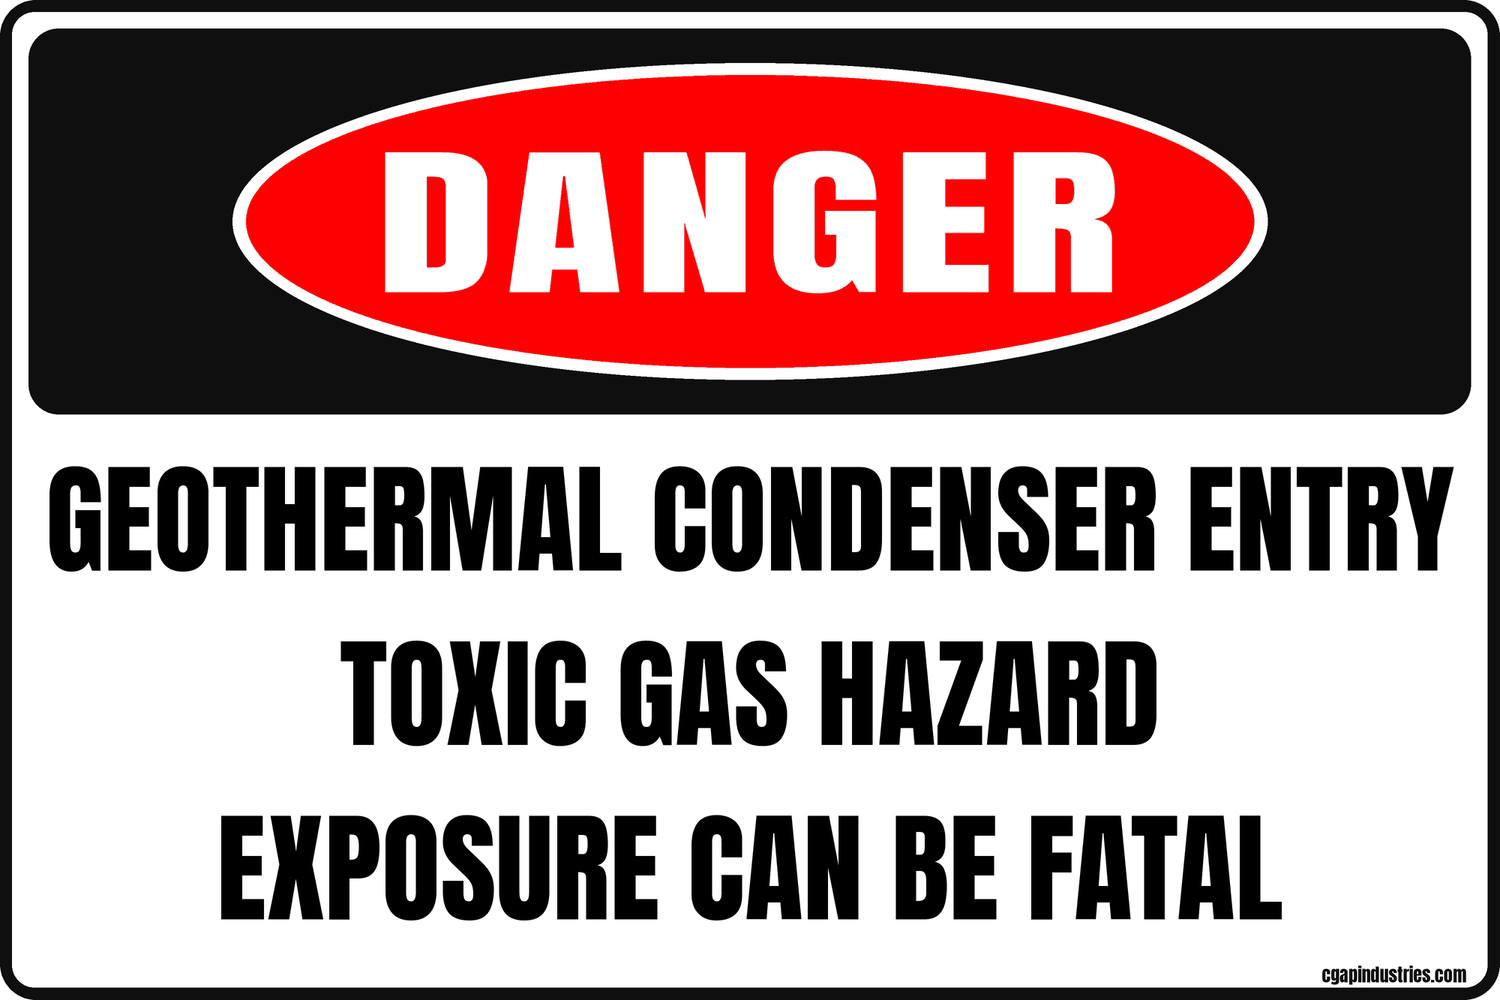 DANGER
GEOTHERMAL CONDENSER ENTRY
TOXIC GAS HAZARD
EXPOSURE CAN BE FATAL
cgapindustries.com